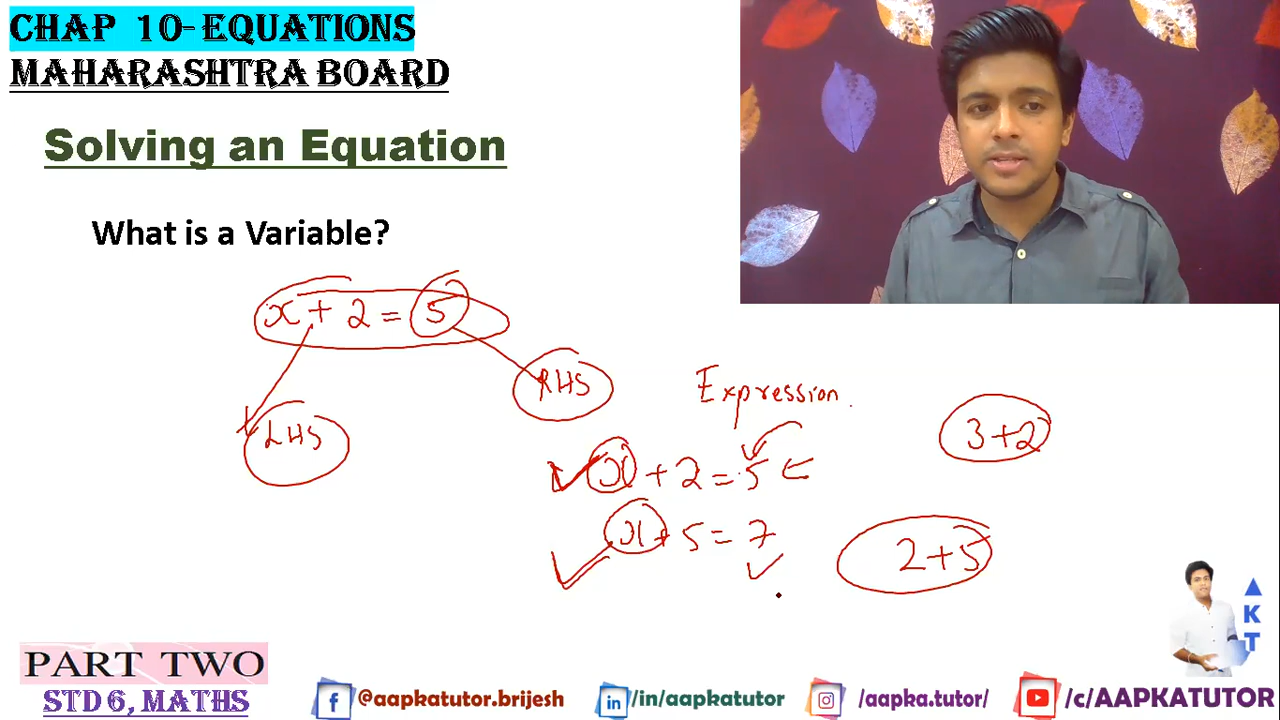 CHAP 10-EQUATIONS
MAHARASHTRA BOARD
Solving an Equation
What is a Variable?
x + 2 = 5
RHS
LHS
Expression.
3+2
x + 2 = 5
x + 5 = 7
2+5
AKT
PART TWO
STD 6, MATHS
@aapkatutor.brijesh
/in/aapkatutor
/aapka.tutor/
/c/AAPKATUTOR